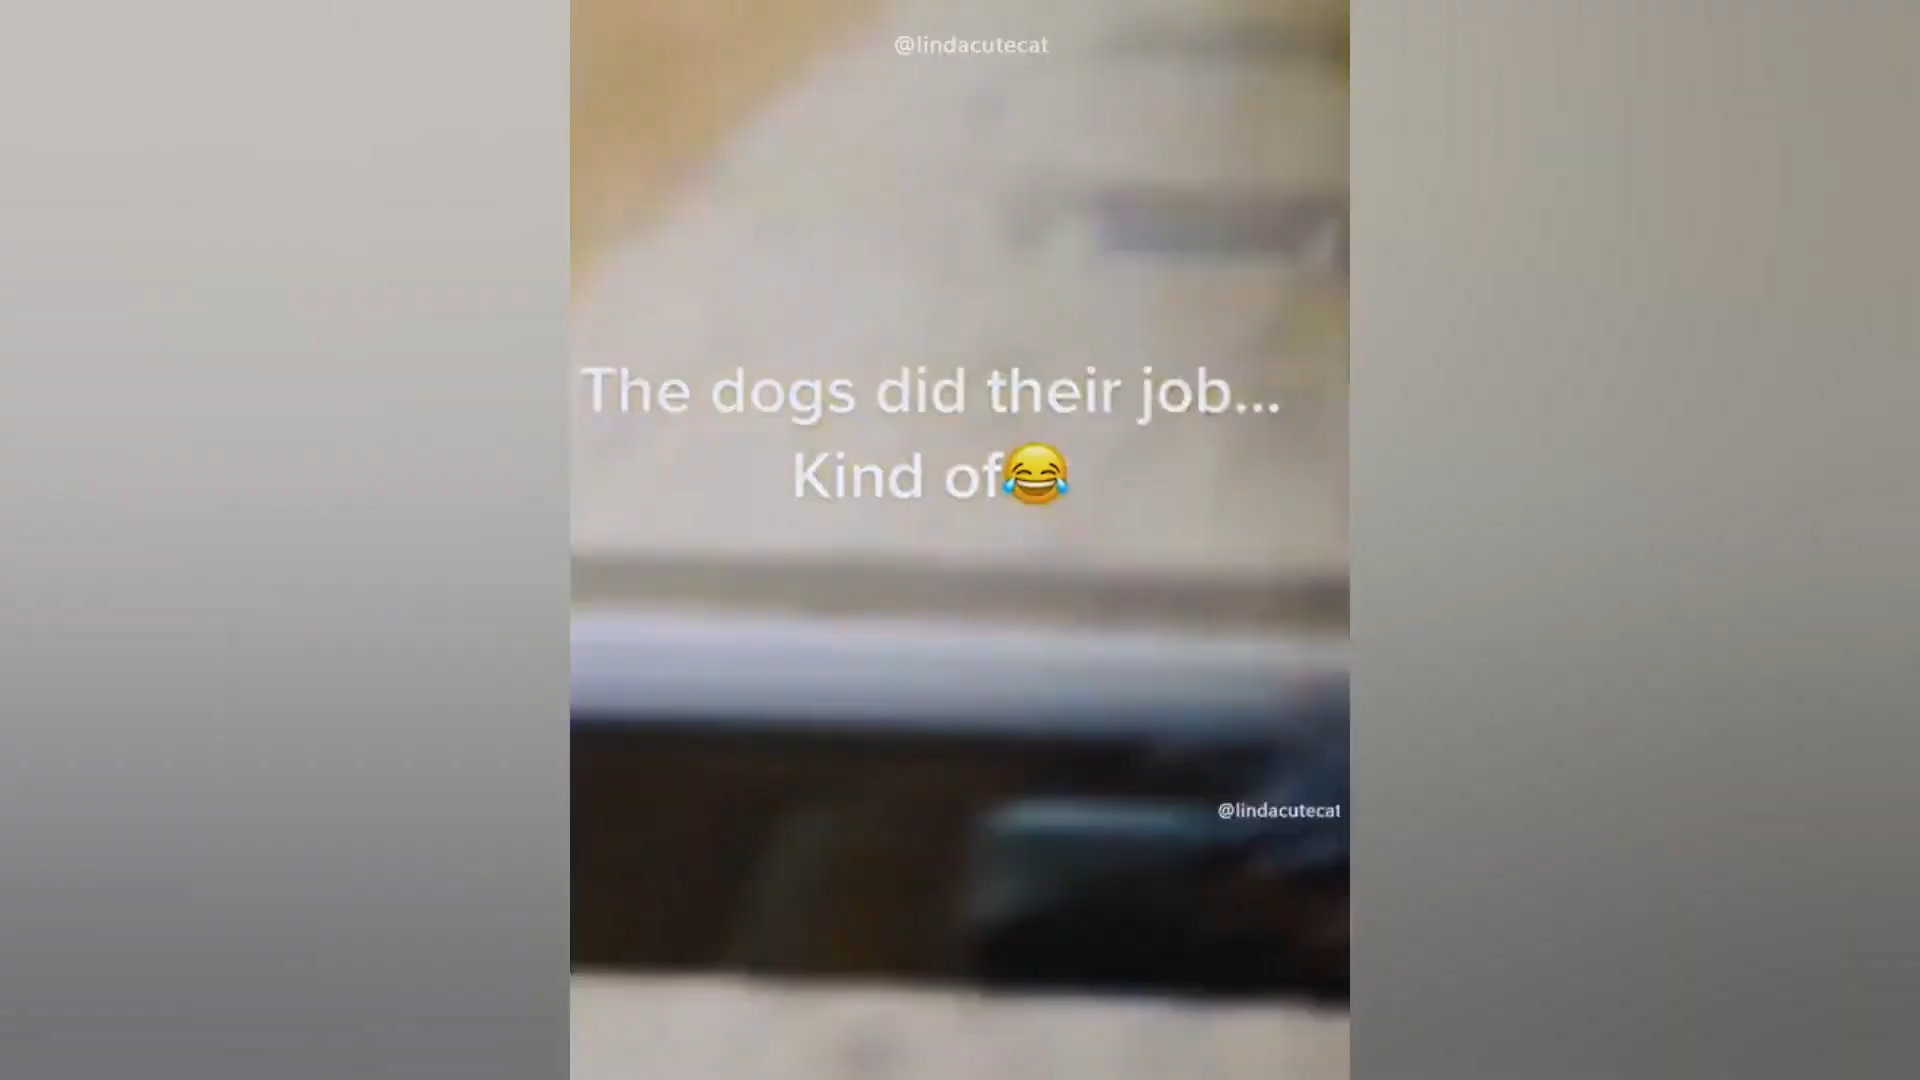 @lindacutecat
The dogs did their job...
Kind of😂
@lindacutecat